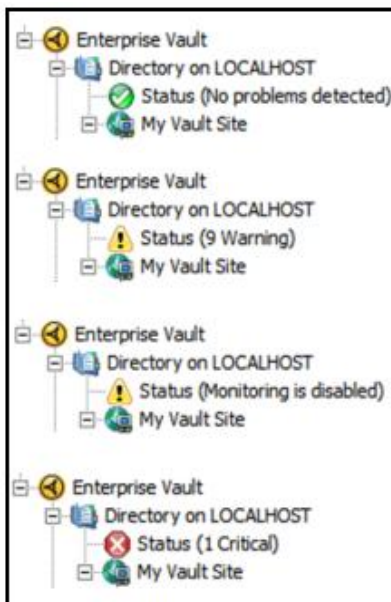 Enterprise Vault
Directory on LOCALHOST
Status (No problems detected)
My Vault Site
Enterprise Vault
Directory on LOCALHOST
Status (9 Warning)
My Vault Site
Enterprise Vault
Directory on LOCALHOST
Status (Monitoring is disabled)
My Vault Site
Enterprise Vault
Directory on LOCALHOST
Status (1 Critical)
My Vault Site